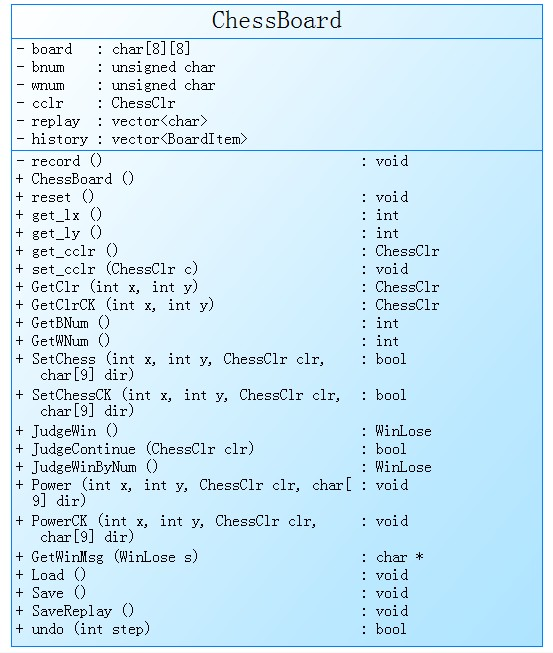 ChessBoard
- board : char[8][8]
- bnum : unsigned char
- wnum : unsigned char
- cclr : ChessClr
- replay : vector<char>
- history : vector<BoardItem>
- record () : void
+ ChessBoard ()
+ reset () : void
+ get_lx () : int
+ get_ly () : int
+ get_cclr () : ChessClr
+ set_cclr (ChessClr c) : void
+ GetClr (int x, int y) : ChessClr
+ GetClrCK (int x, int y) : ChessClr
+ GetBNum () : int
+ GetWNum () : int
+ SetChess (int x, int y, ChessClr clr, : bool
char[9] dir)
+ SetChessCK (int x, int y, ChessClr clr, : bool
char[9] dir)
+ JudgeWin () : WinLose
+ JudgeContinue (ChessClr clr) : bool
+ JudgeWinByNum () : WinLose
+ Power (int x, int y, ChessClr clr, char[ : void
9] dir)
+ PowerCK (int x, int y, ChessClr clr, : void
char[9] dir)
+ GetWinMsg (WinLose s) : char *
+ Load () : void
+ Save () : void
+ SaveReplay () : void
+ undo (int step) : bool